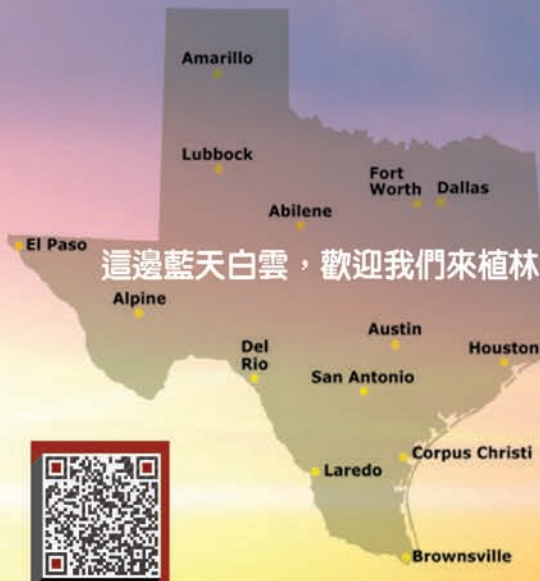 Amarillo
Lubbock
Fort
Worth
Dallas
Abilene
El Paso
這邊藍天白雲，歡迎我們來植林
Alpine
Austin
Del
Rio
Houston
San Antonio
Corpus Christi
Laredo
Brownsville